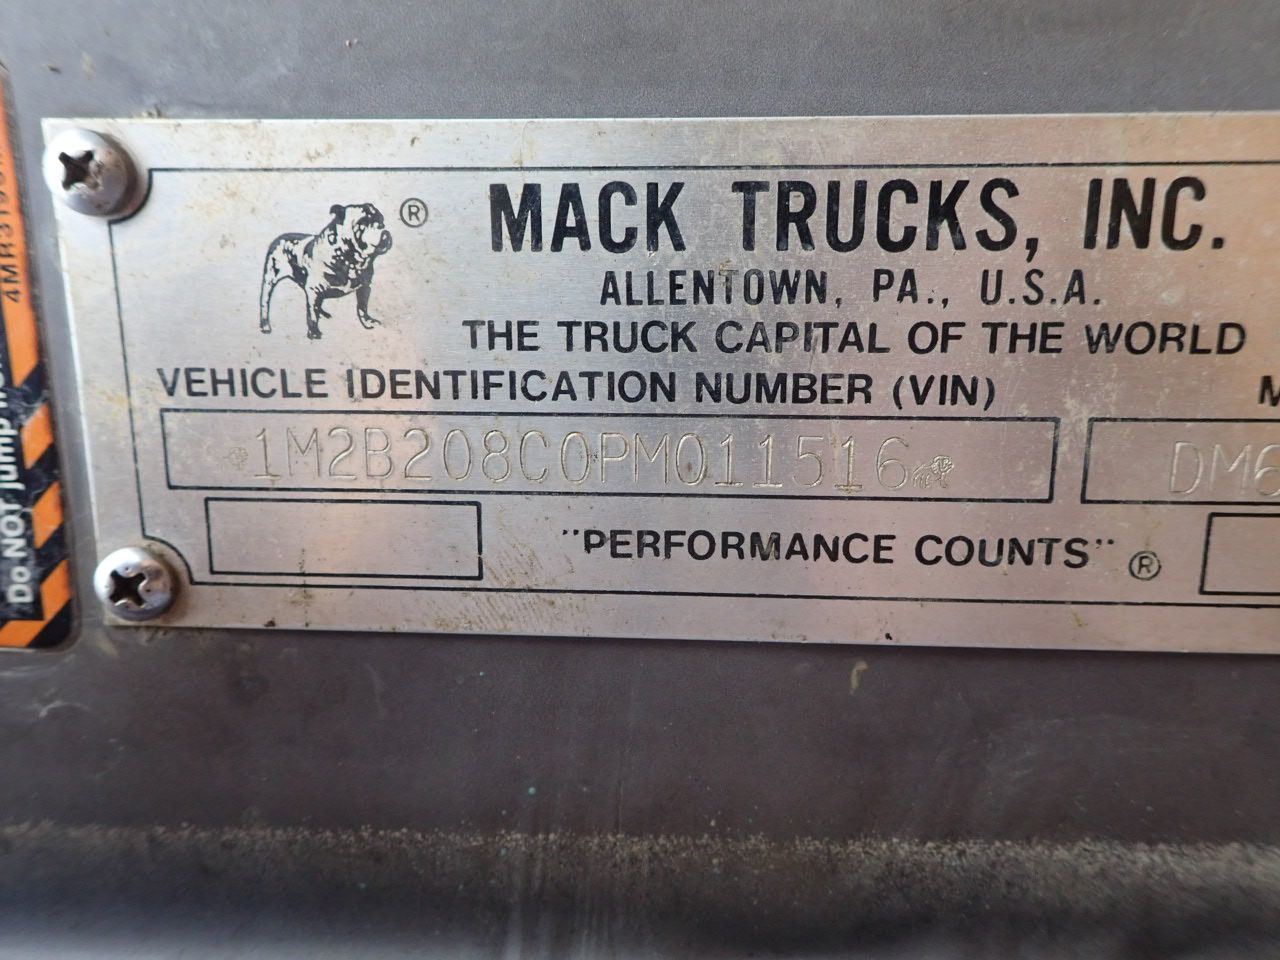 MACK TRUCKS, INC.
ALLENTOWN, PA., U.S.A.
THE TRUCK CAPITAL OF THE WORLD
VEHICLE IDENTIFICATION NUMBER (VIN)
M
1M2B208C0PM011516
DM6
"PERFORMANCE COUNTS" ®
®
Do NOT jump